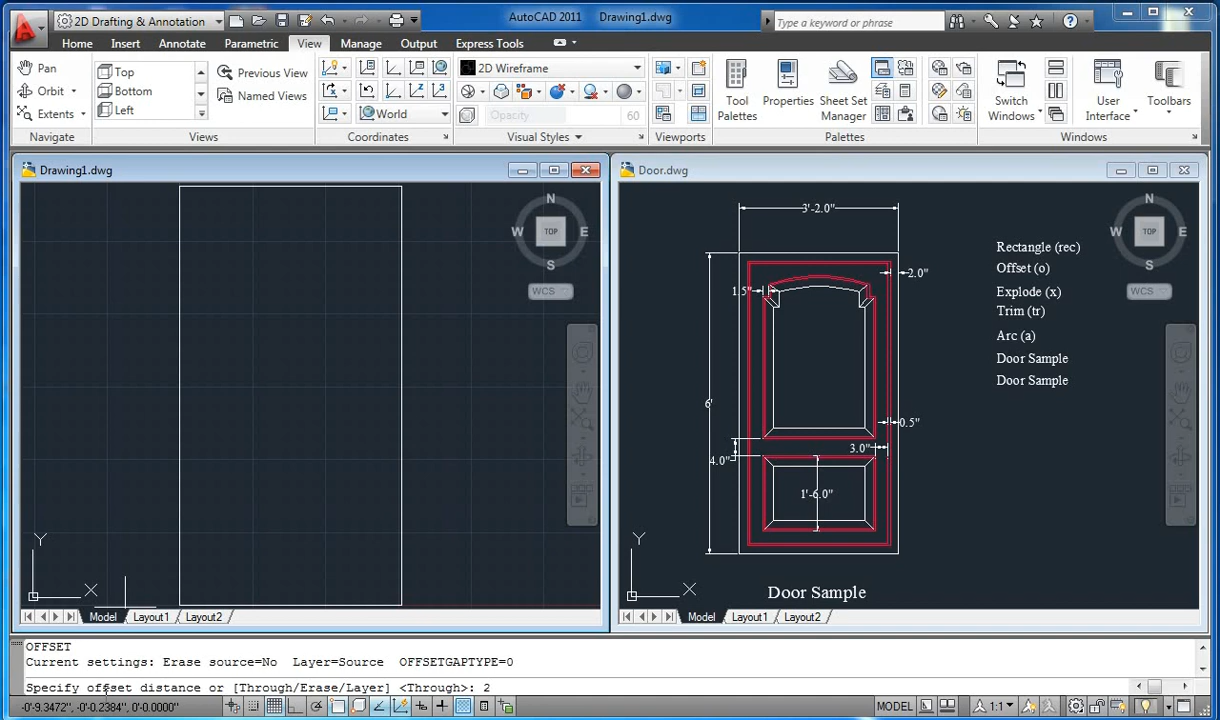 2D Drafting & Annotation
AutoCAD 2011 Drawing1.dwg
Type a keyword or phrase
Home Insert Annotate Parametric View Manage Output Express Tools
Pan
Orbit
Extents
Navigate
Top
Bottom
Left
Views
Previous View
Named Views
World
Coordinates
2D Wireframe
Opacity 60
Visual Styles
Viewports
Tool Palettes
Properties
Sheet Set Manager
Palettes
Switch Windows
Windows
User Interface
Toolbars
Drawing1.dwg
N
W TOP E
S
WCS
Y
X
Model Layout1 Layout2
Door.dwg
3'-2.0"
2.0"
1.5"
6'
0.5"
3.0"
4.0"
1'-6.0"
Door Sample
Rectangle (rec)
Offset (o)
Explode (x)
Trim (tr)
Arc (a)
Door Sample
Door Sample
N
W TOP E
S
WCS
Y
X
Model Layout1 Layout2
OFFSET
Current settings: Erase source=No Layer=Source OFFSETGAPTYPE=0
Specify offset distance or [Through/Erase/Layer] <Through>: 2
-0'-9.3472", -0'-0.2384", 0'-0.0000"
MODEL
1:1